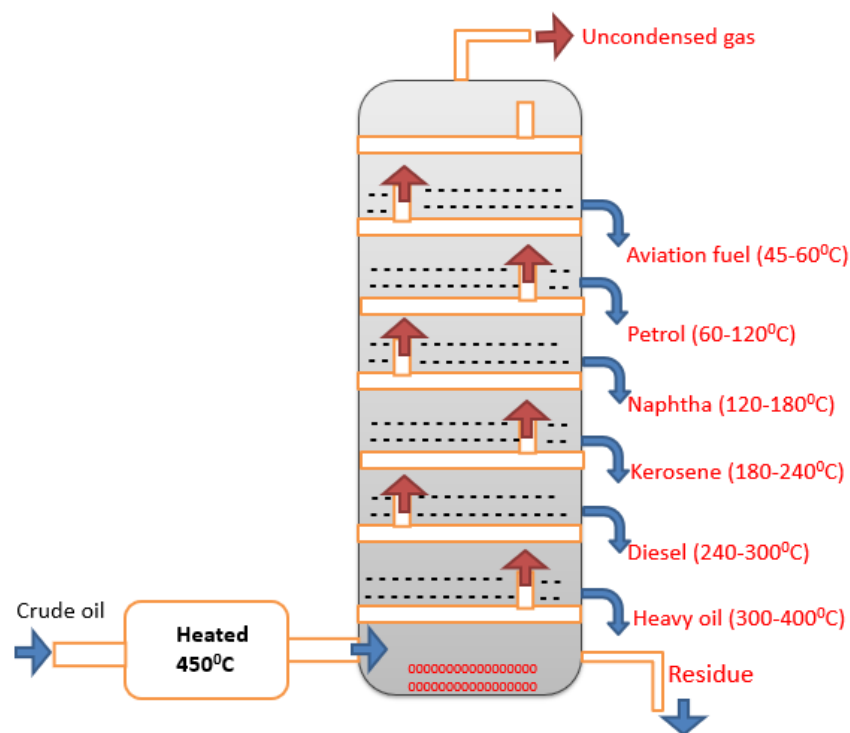 Uncondensed gas
Aviation fuel (45-60⁰C)
Petrol (60-120⁰C)
Naphtha (120-180⁰C)
Kerosene (180-240⁰C)
Diesel (240-300⁰C)
Heavy oil (300-400⁰C)
Crude oil
Heated
450⁰C
Residue